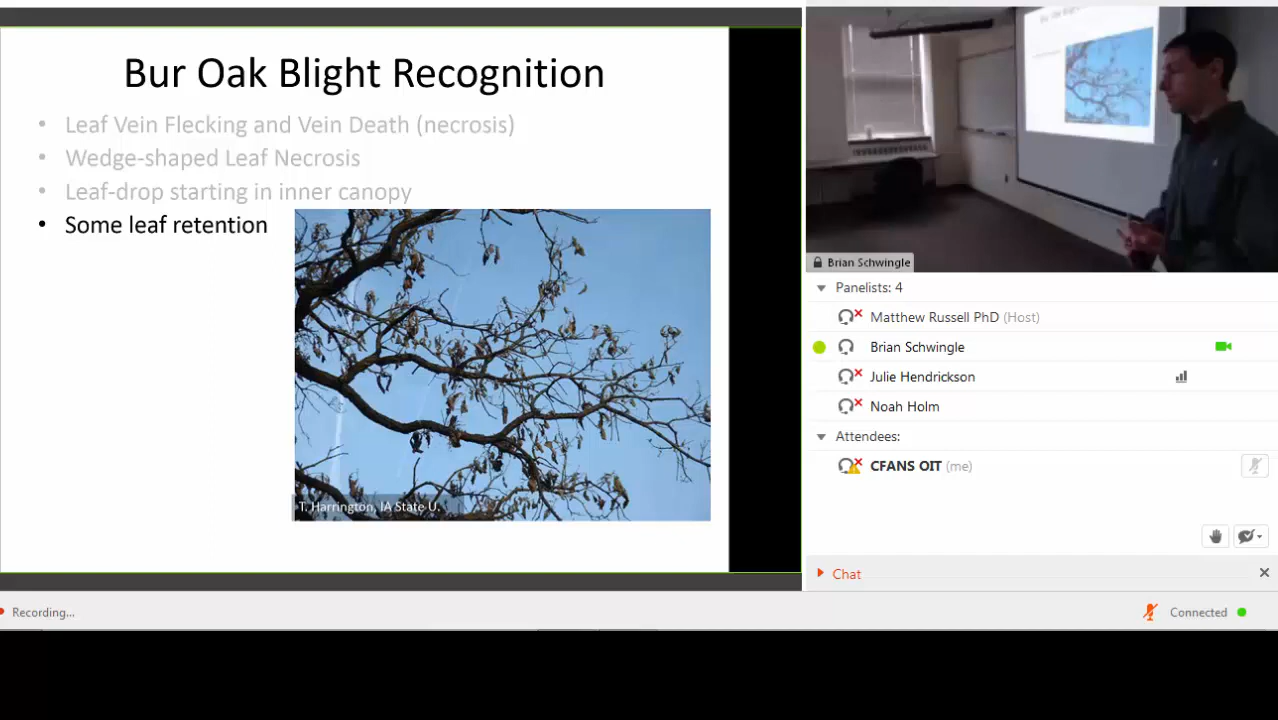 Bur Oak Blight Recognition
• Leaf Vein Flecking and Vein Death (necrosis)
• Wedge-shaped Leaf Necrosis
• Leaf-drop starting in inner canopy
• Some leaf retention
T. Harrington, IA State U.
Brian Schwingle
Panelists: 4
Matthew Russell PhD (Host)
Brian Schwingle
Julie Hendrickson
Noah Holm
Attendees:
CFANS OIT (me)
Chat
Recording...
Connected